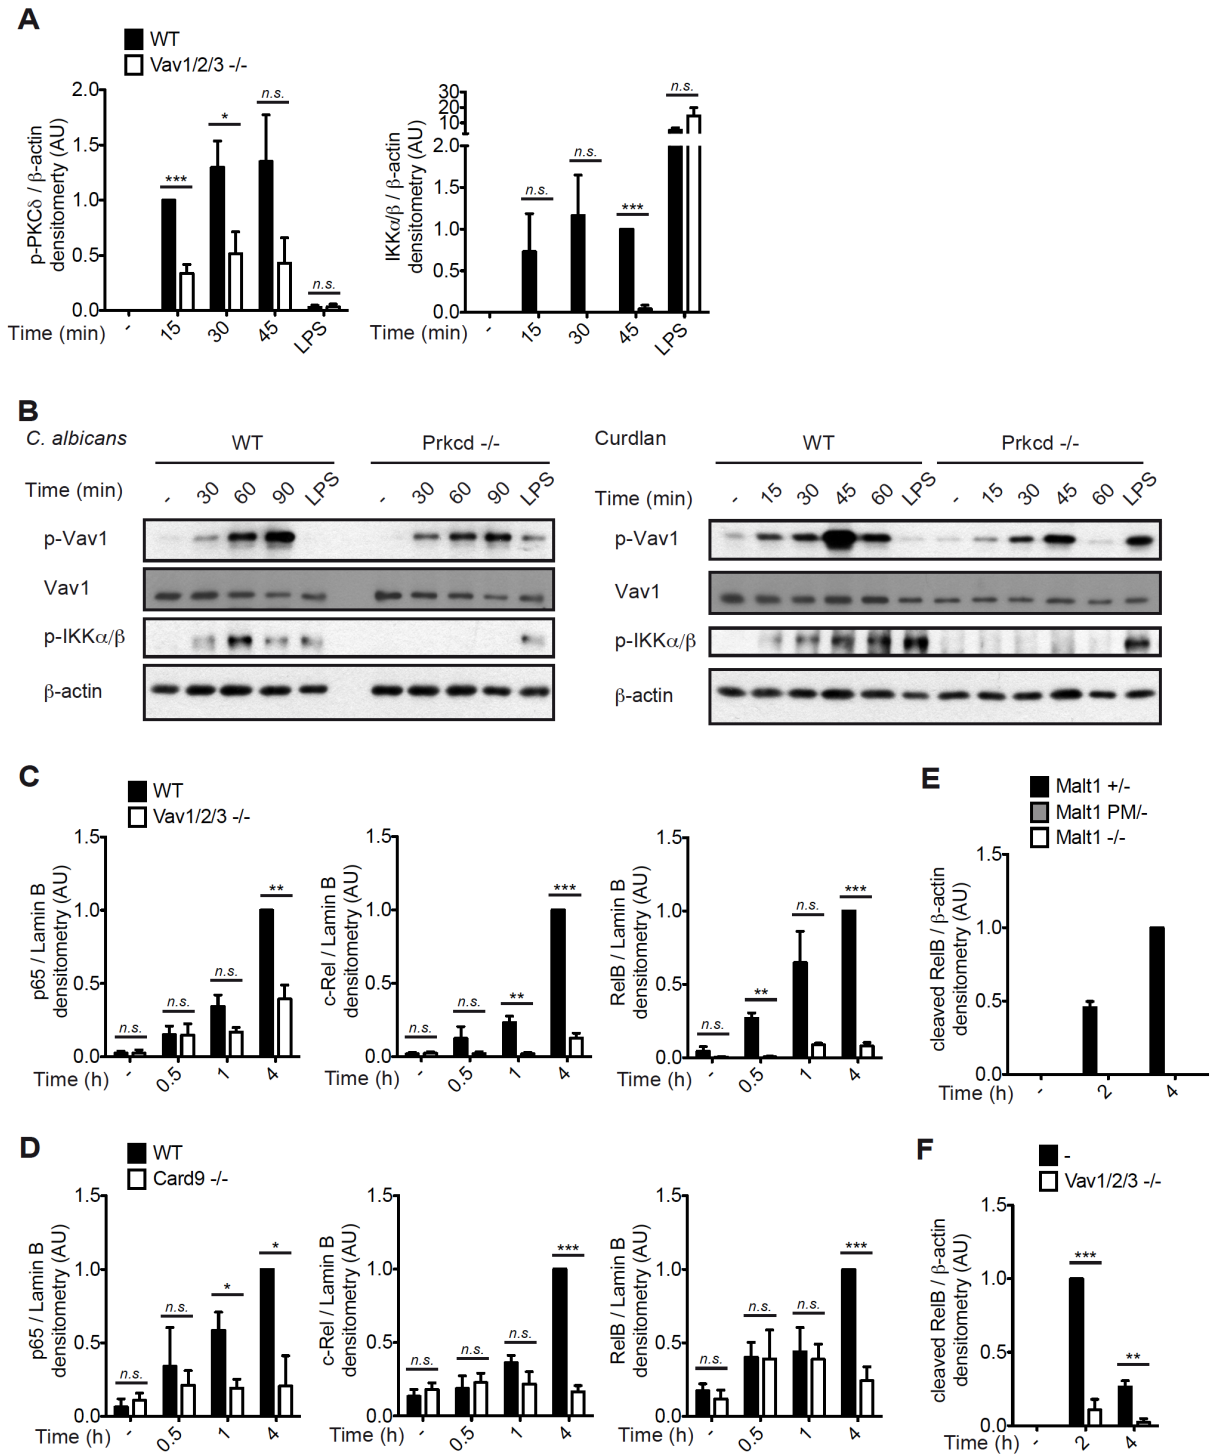 A
WT
Vav1/2/3 -/-
p-PKCδ / β-actin
densitomerty (AU)
2.0
1.5
1.0
0.5
0.0
***
*
n.s.
n.s.
Time (min)
-
15
30
45
LPS
IKKα/β / β-actin
densitometry (AU)
30
20
10
2.0
1.5
1.0
0.5
0.0
n.s.
n.s.
***
n.s.
Time (min)
-
15
30
45
LPS
B
C. albicans
WT
Prkcd -/-
Time (min)
- 30 60 90 LPS - 30 60 90 LPS
p-Vav1
Vav1
p-IKKα/β
β-actin
Curdlan
WT
Prkcd -/-
Time (min)
- 15 30 45 60 LPS - 15 30 45 60 LPS
p-Vav1
Vav1
p-IKKα/β
β-actin
C
WT
Vav1/2/3 -/-
p65 / Lamin B
densitometry (AU)
1.5
1.0
0.5
0.0
n.s.
n.s.
n.s.
**
Time (h)
-
0.5
1
4
c-Rel / Lamin B
densitometry (AU)
1.5
1.0
0.5
0.0
n.s.
n.s.
**
***
Time (h)
-
0.5
1
4
RelB / Lamin B
densitometry (AU)
1.5
1.0
0.5
0.0
n.s.
**
n.s.
***
Time (h)
-
0.5
1
4
E
Malt1 +/-
Malt1 PM/-
Malt1 -/-
cleaved RelB / β-actin
densitometry (AU)
1.5
1.0
0.5
0.0
Time (h)
-
2
4
D
WT
Card9 -/-
p65 / Lamin B
densitometry (AU)
1.5
1.0
0.5
0.0
n.s.
n.s.
*
*
Time (h)
-
0.5
1
4
c-Rel / Lamin B
densitometry (AU)
1.5
1.0
0.5
0.0
n.s.
n.s.
n.s.
***
Time (h)
-
0.5
1
4
RelB / Lamin B
densitometry (AU)
1.5
1.0
0.5
0.0
n.s.
n.s.
n.s.
***
Time (h)
-
0.5
1
4
F
-
Vav1/2/3 -/-
cleaved RelB / β-actin
densitometry (AU)
1.5
1.0
0.5
0.0
***
**
Time (h)
-
2
4